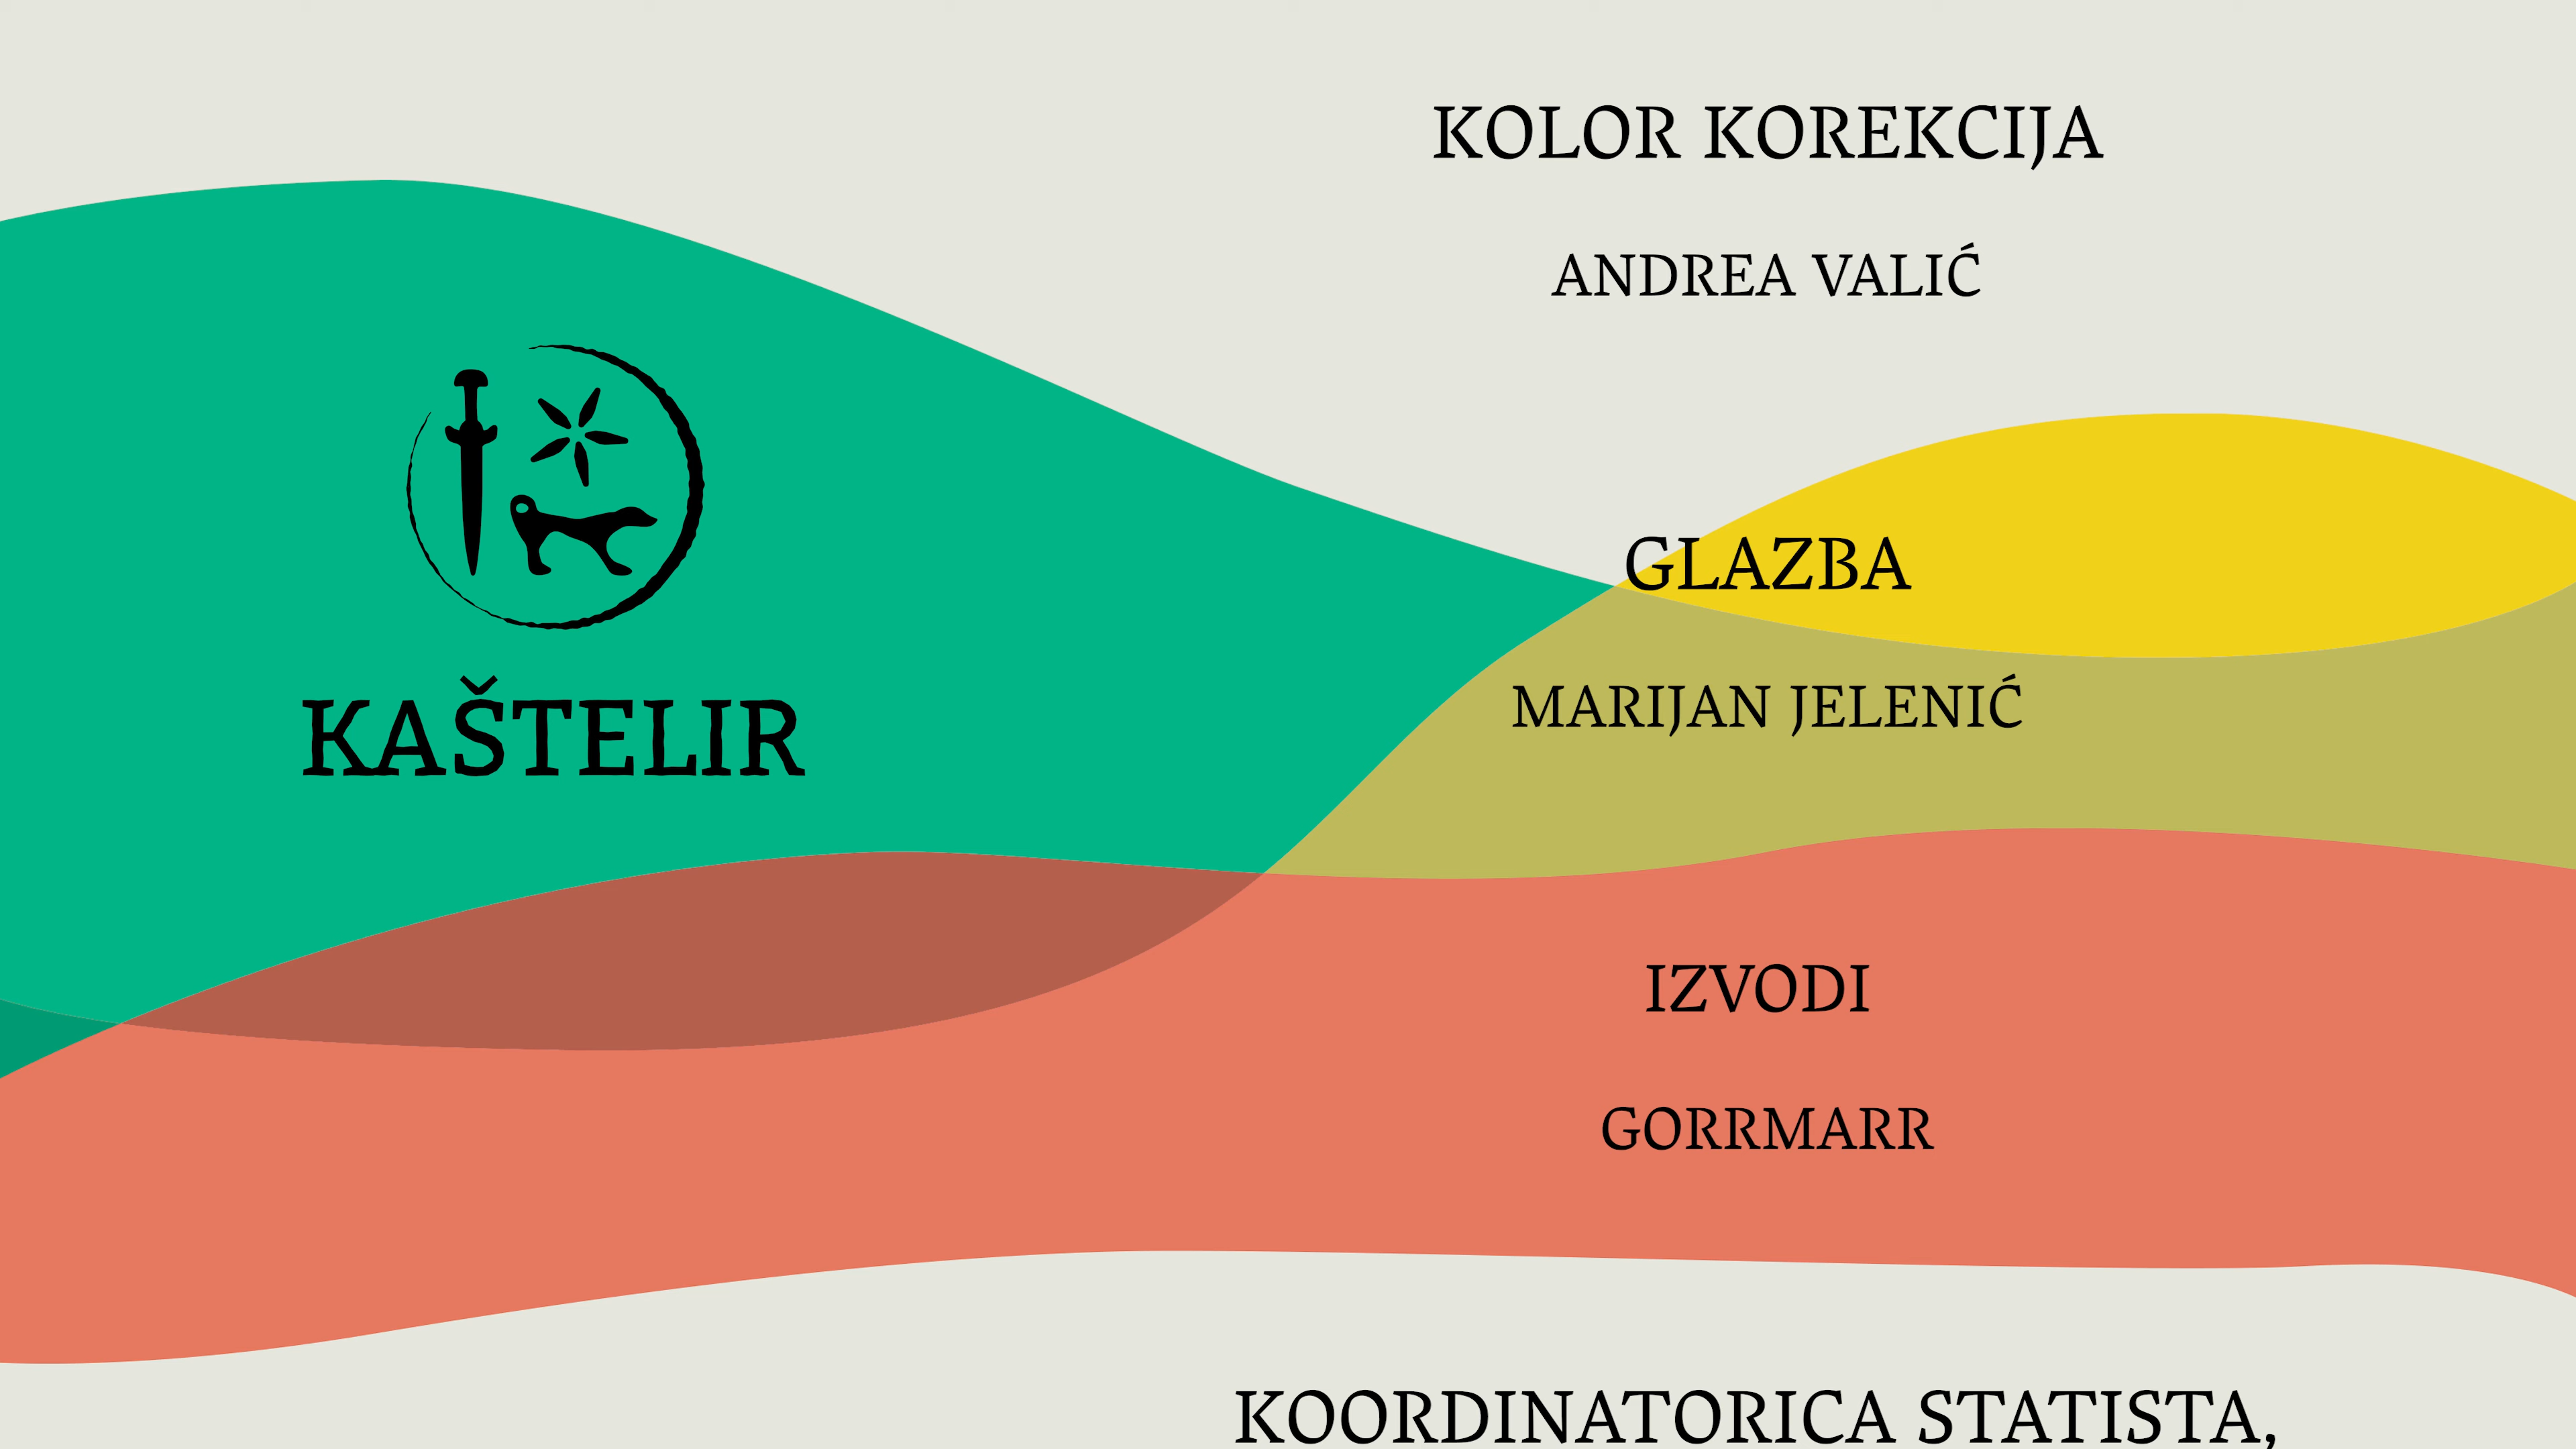 KAŠTELIR
KOLOR KOREKCIJA
ANDREA VALIĆ
GLAZBA
MARIJAN JELENIĆ
IZVODI
GORRMARR
KOORDINATORICA STATISTA,